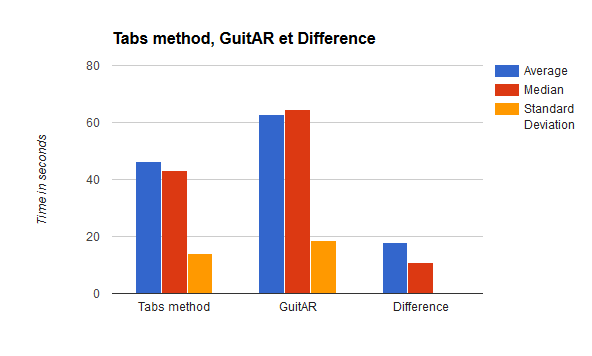 Tabs method, GuitAR et Difference
80
60
40
20
0
Time in seconds
Tabs method
GuitAR
Difference
Average
Median
Standard
Deviation